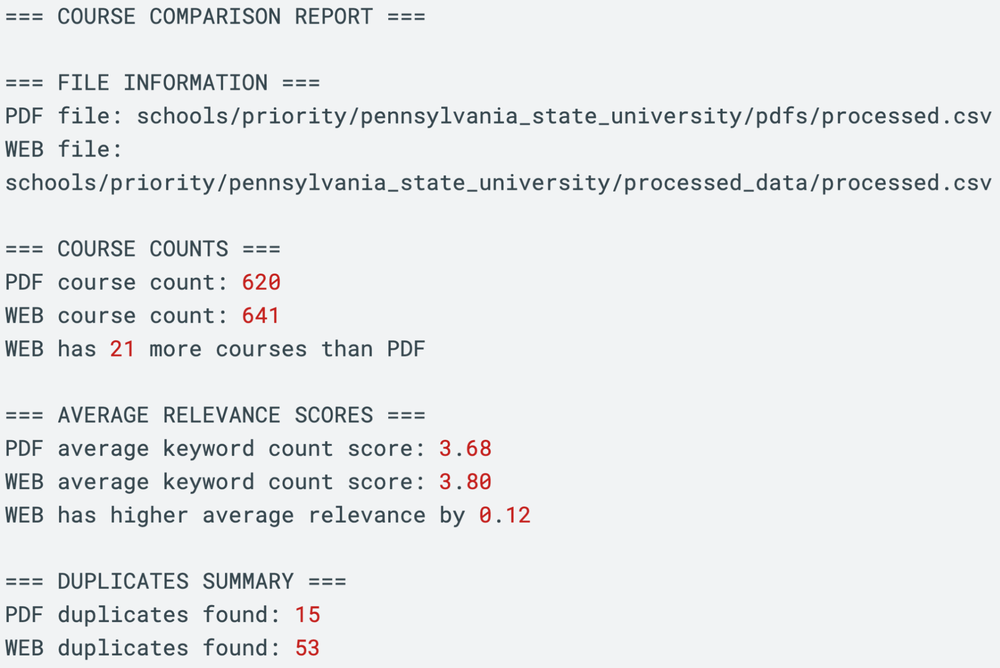 === COURSE COMPARISON REPORT ===
=== FILE INFORMATION ===
PDF file: schools/priority/pennsylvania_state_university/pdfs/processed.csv
WEB file:
schools/priority/pennsylvania_state_university/processed_data/processed.csv
=== COURSE COUNTS ===
PDF course count: 620
WEB course count: 641
WEB has 21 more courses than PDF
=== AVERAGE RELEVANCE SCORES ===
PDF average keyword count score: 3.68
WEB average keyword count score: 3.80
WEB has higher average relevance by 0.12
=== DUPLICATES SUMMARY ===
PDF duplicates found: 15
WEB duplicates found: 53